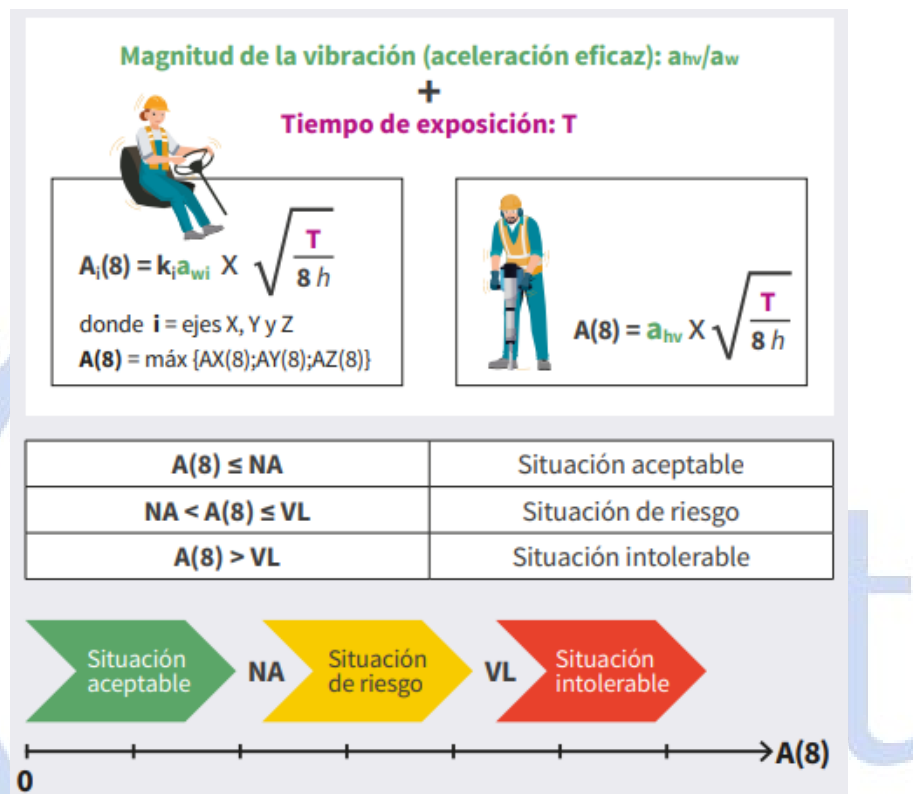 Magnitud de la vibración (aceleración eficaz): ahv/aw
+
Tiempo de exposición: T
Ai(8) = kiawi X √(T / 8 h)
donde i = ejes X, Y y Z
A(8) = máx {AX(8);AY(8);AZ(8)}
A(8) = ahv X √(T / 8 h)
A(8) ≤ NA Situación aceptable
NA < A(8) ≤ VL Situación de riesgo
A(8) > VL Situación intolerable
Situación
aceptable
NA
Situación
de riesgo
VL
Situación
intolerable
0
A(8)